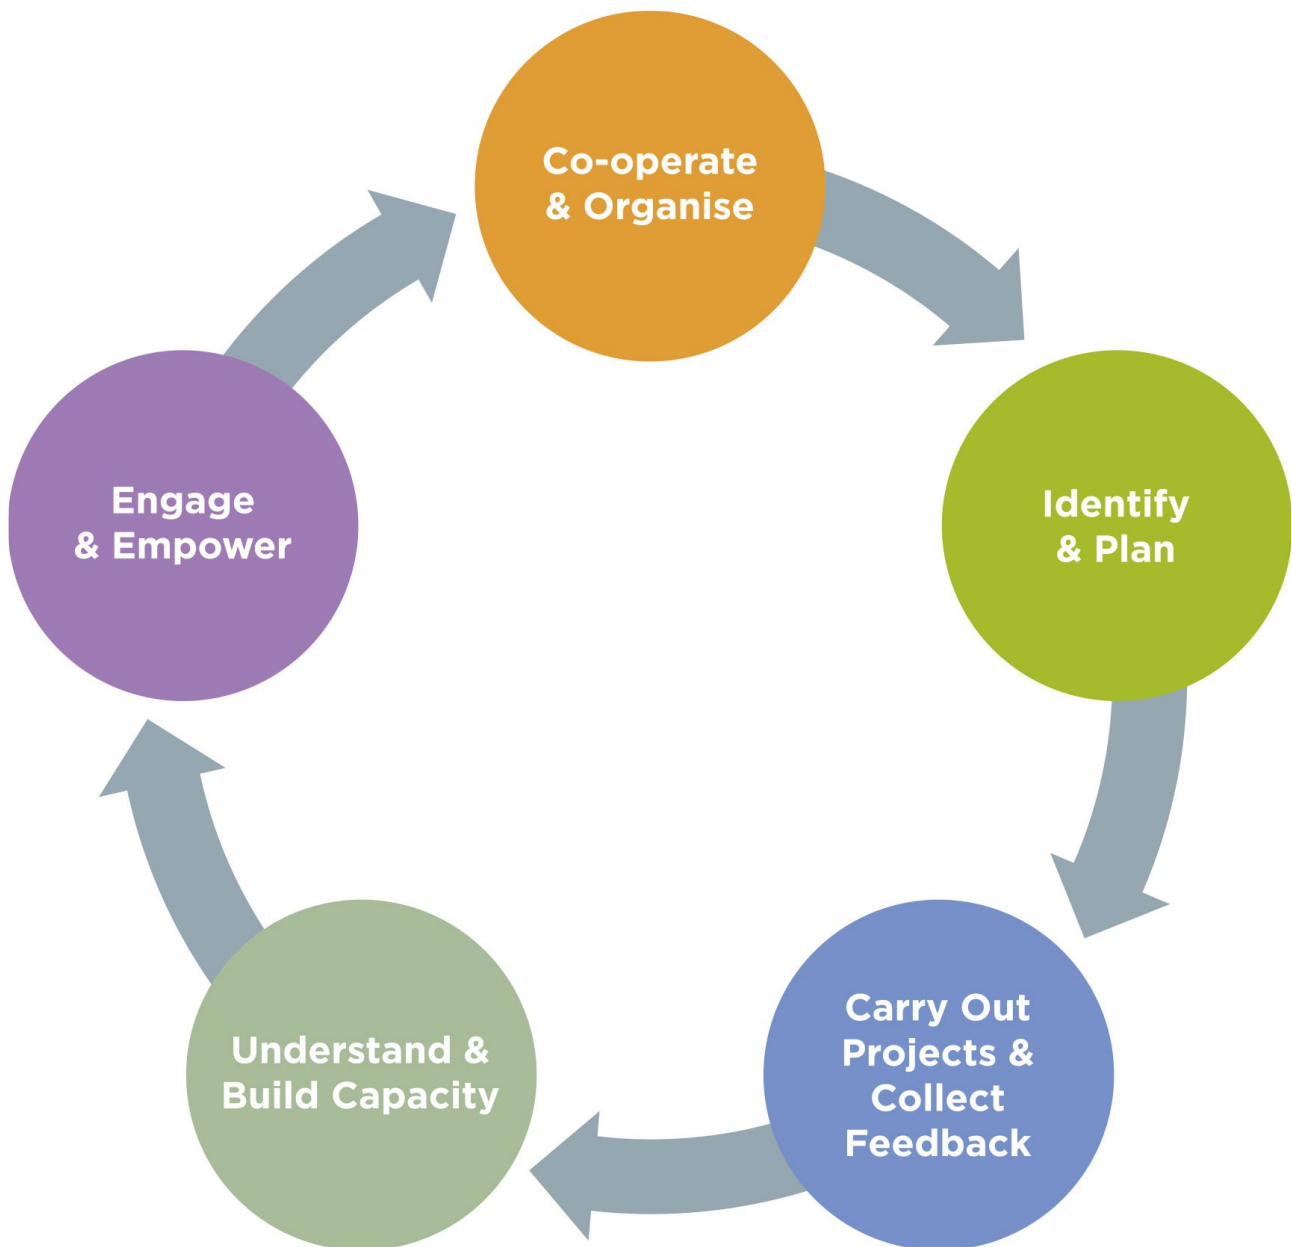 Co-operate
& Organise
Identify
& Plan
Carry Out
Projects &
Collect
Feedback
Understand &
Build Capacity
Engage
& Empower